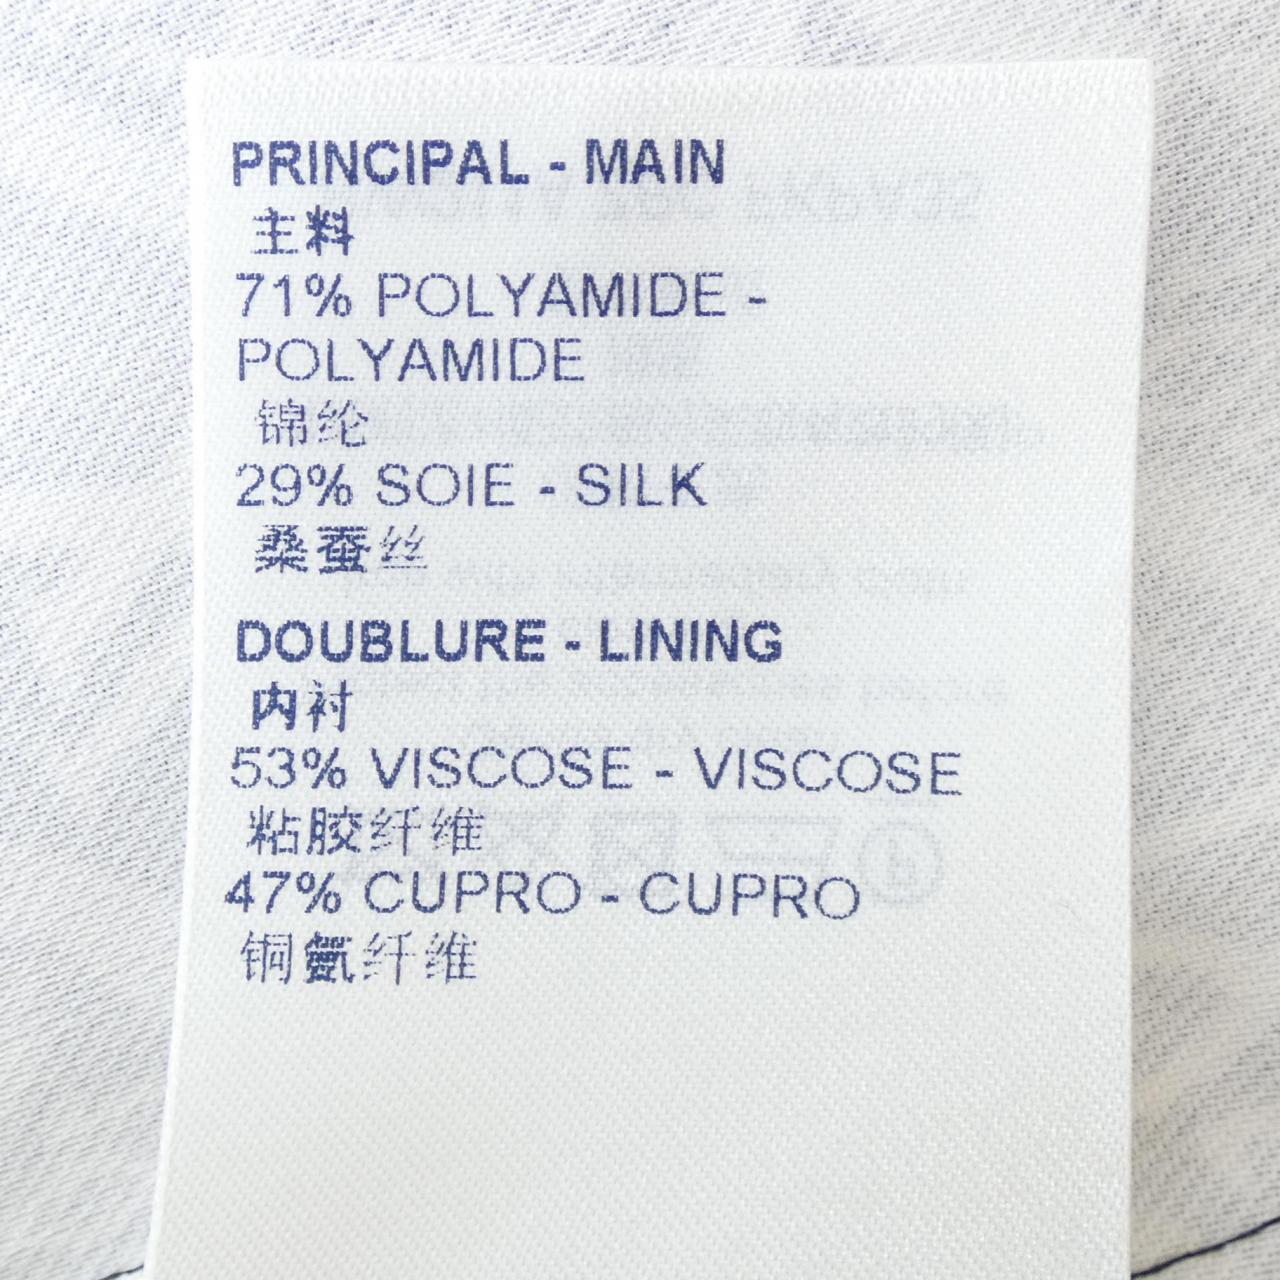 PRINCIPAL - MAIN
主料
71% POLYAMIDE -
POLYAMIDE
锦纶
29% SOIE - SILK
桑蚕丝
DOUBLURE - LINING
内衬
53% VISCOSE - VISCOSE
粘胶纤维
47% CUPRO - CUPRO
铜氨纤维